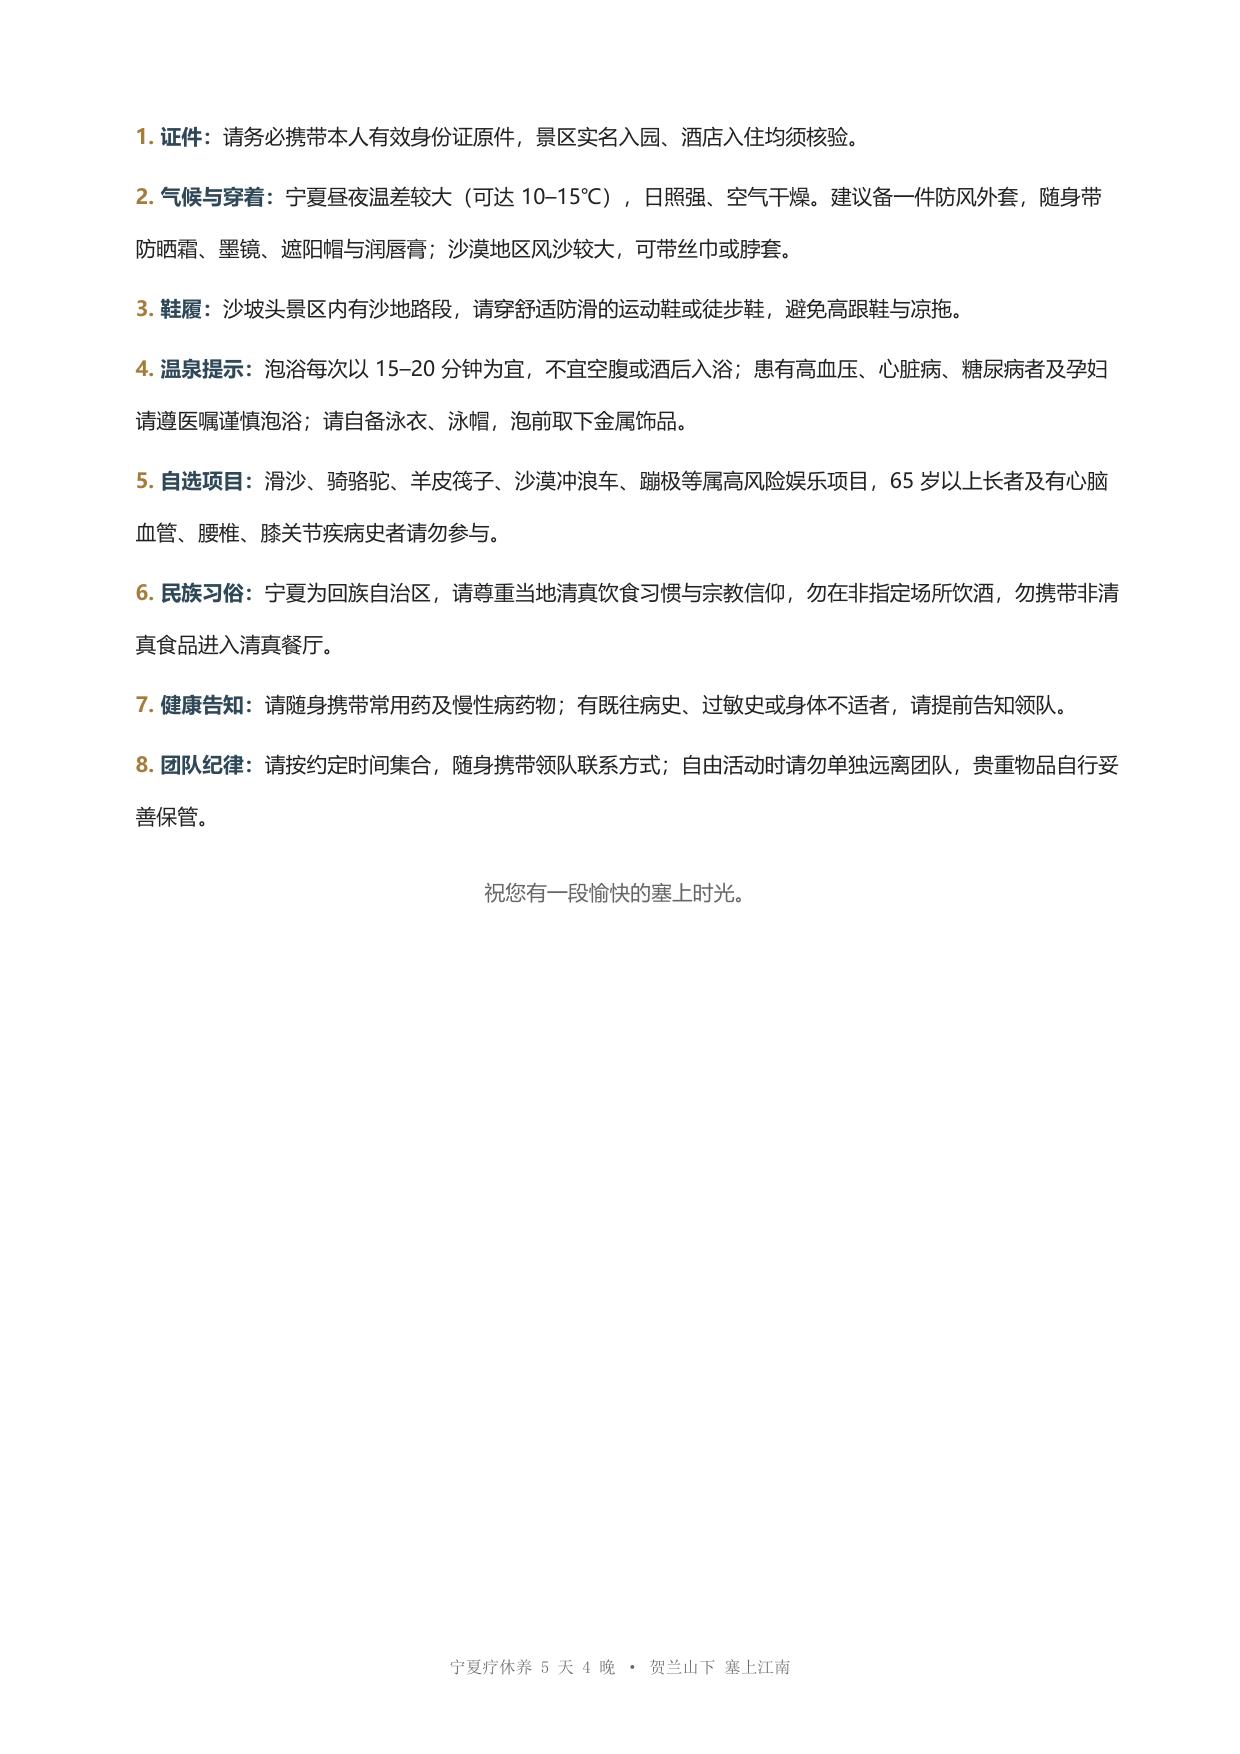 1. 证件：请务必携带本人有效身份证原件，景区实名入园、酒店入住均须核验。
2. 气候与穿着：宁夏昼夜温差较大（可达 10–15℃），日照强、空气干燥。建议备一件防风外套，随身带
防晒霜、墨镜、遮阳帽与润唇膏；沙漠地区风沙较大，可带丝巾或脖套。
3. 鞋履：沙坡头景区内有沙地路段，请穿舒适防滑的运动鞋或徒步鞋，避免高跟鞋与凉拖。
4. 温泉提示：泡浴每次以 15–20 分钟为宜，不宜空腹或酒后入浴；患有高血压、心脏病、糖尿病者及孕妇
请遵医嘱谨慎泡浴；请自备泳衣、泳帽，泡前取下金属饰品。
5. 自选项目：滑沙、骑骆驼、羊皮筏子、沙漠冲浪车、蹦极等属高风险娱乐项目，65 岁以上长者及有心脑
血管、腰椎、膝关节疾病史者请勿参与。
6. 民族习俗：宁夏为回族自治区，请尊重当地清真饮食习惯与宗教信仰，勿在非指定场所饮酒，勿携带非清
真食品进入清真餐厅。
7. 健康告知：请随身携带常用药及慢性病药物；有既往病史、过敏史或身体不适者，请提前告知领队。
8. 团队纪律：请按约定时间集合，随身携带领队联系方式；自由活动时请勿单独远离团队，贵重物品自行妥
善保管。
祝您有一段愉快的塞上时光。
宁夏疗休养 5 天 4 晚 • 贺兰山下 塞上江南